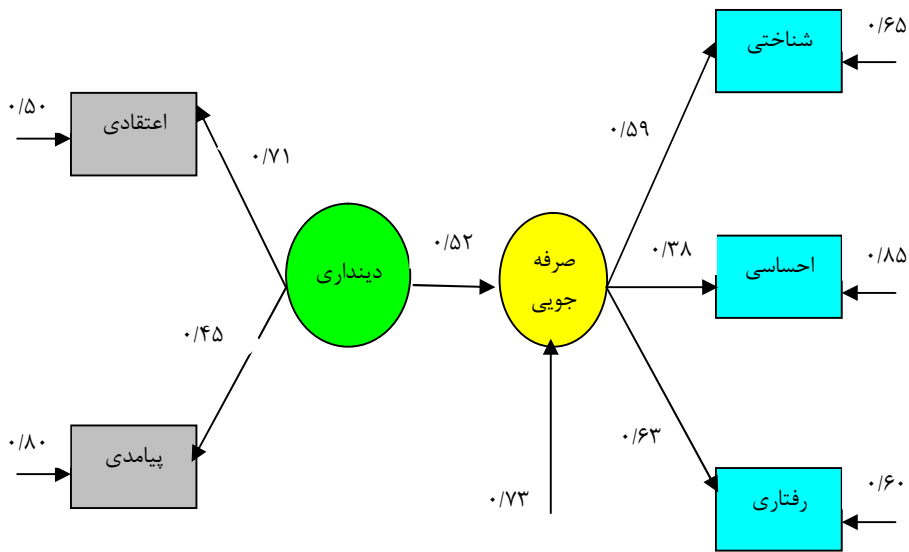 شناختی
۰/۶۵
۰/۵۰
اعتقادی
۰/۵۹
۰/۷۱
دینداری
۰/۵۲
صرفه
جویی
۰/۳۸
احساسی
۰/۸۵
۰/۴۵
۰/۶۳
۰/۸۰
پیامدی
۰/۷۳
رفتاری
۰/۶۰